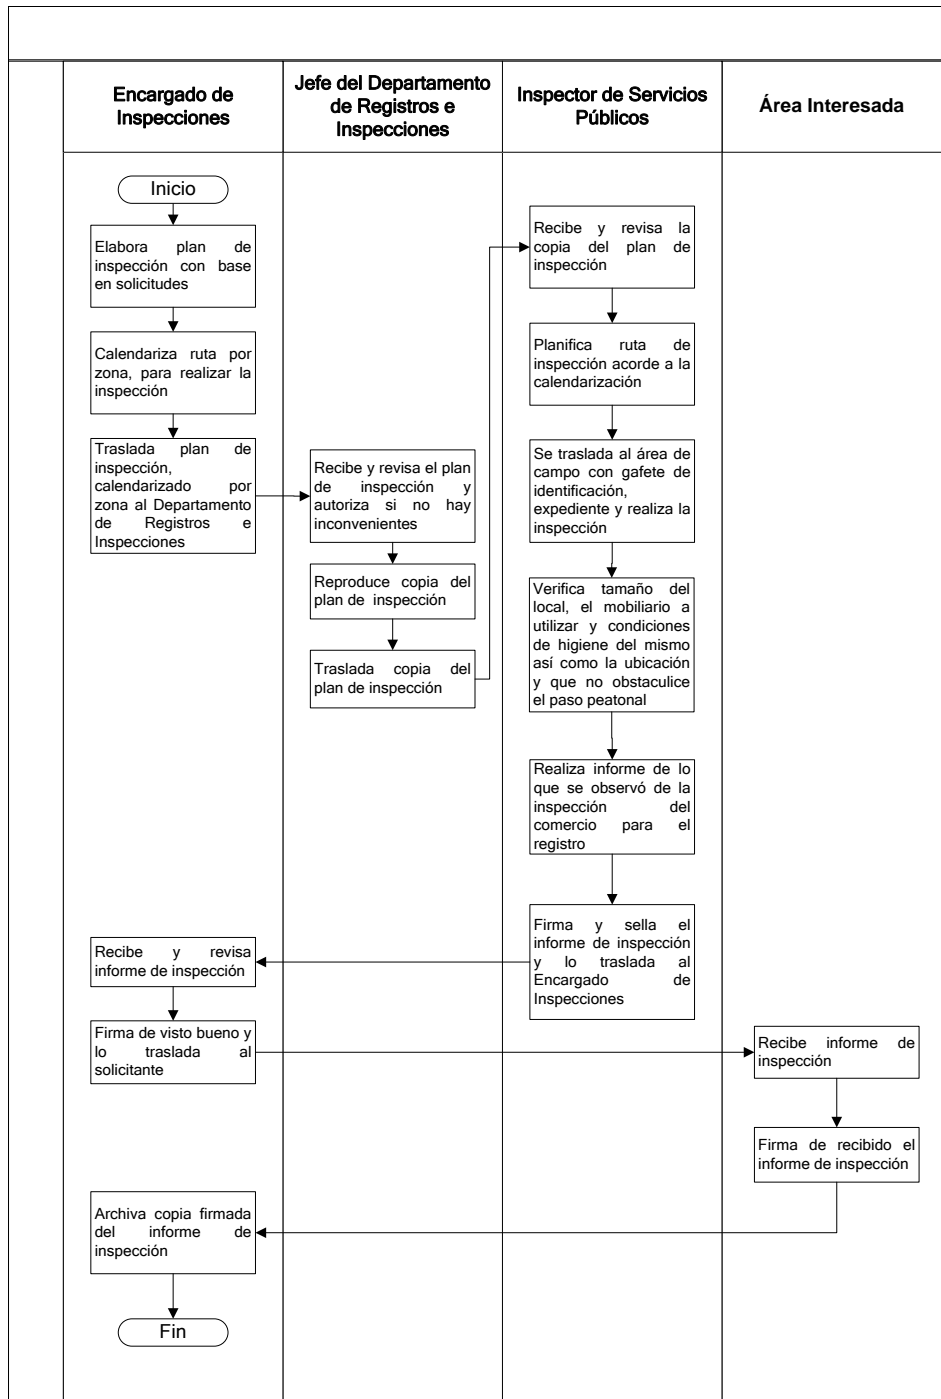 Encargado de
Inspecciones
Jefe del Departamento
de Registros e
Inspecciones
Inspector de Servicios
Públicos
Área Interesada
Inicio
Elabora plan de
inspección con base
en solicitudes
Calendariza ruta por
zona, para realizar la
inspección
Traslada plan de
inspección,
calendarizado por
zona al Departamento
de Registros e
Inspecciones
Recibe y revisa el plan
de inspección y
autoriza si no hay
inconvenientes
Reproduce copia del
plan de inspección
Traslada copia del
plan de inspección
Recibe y revisa la
copia del plan de
inspección
Planifica ruta de
inspección acorde a la
calendarización
Se traslada al área de
campo con gafete de
identificación,
expediente y realiza la
inspección
Verifica tamaño del
local, el mobiliario a
utilizar y condiciones
de higiene del mismo
así como la ubicación
y que no obstaculice
el paso peatonal
Realiza informe de lo
que se observó de la
inspección del
comercio para el
registro
Firma y sella el
informe de inspección
y lo traslada al
Encargado de
Inspecciones
Recibe y revisa
informe de inspección
Firma de visto bueno y
lo traslada al
solicitante
Recibe informe de
inspección
Firma de recibido el
informe de inspección
Archiva copia firmada
del informe de
inspección
Fin